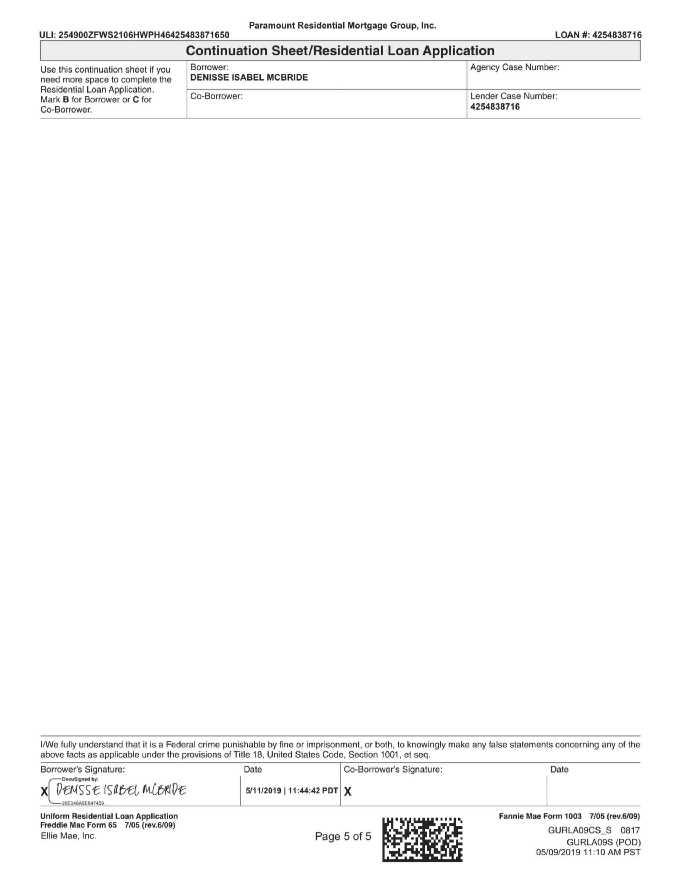 Paramount Residential Mortgage Group, Inc.
ULI: 254900ZFWS2106HWPH46425483871650 LOAN #: 4254838716
Continuation Sheet/Residential Loan Application
Use this continuation sheet if you
need more space to complete the
Residential Loan Application.
Mark B for Borrower or C for
Co-Borrower.
Borrower:
DENISSE ISABEL MCBRIDE
Agency Case Number:
Co-Borrower:
Lender Case Number:
4254838716
I/We fully understand that it is a Federal crime punishable by fine or imprisonment, or both, to knowingly make any false statements concerning any of the
above facts as applicable under the provisions of Title 18, United States Code, Section 1001, et seq.
Borrower's Signature: Date Co-Borrower's Signature: Date
DocuSigned by:
X DENISSE ISABEL MCBRIDE 5/11/2019 | 11:44:42 PDT X
Uniform Residential Loan Application
Freddie Mac Form 65 7/05 (rev.6/09)
Ellie Mae, Inc.
Page 5 of 5
Fannie Mae Form 1003 7/05 (rev.6/09)
GURLA09CS_S 0817
GURLA09S (POD)
05/09/2019 11:10 AM PST